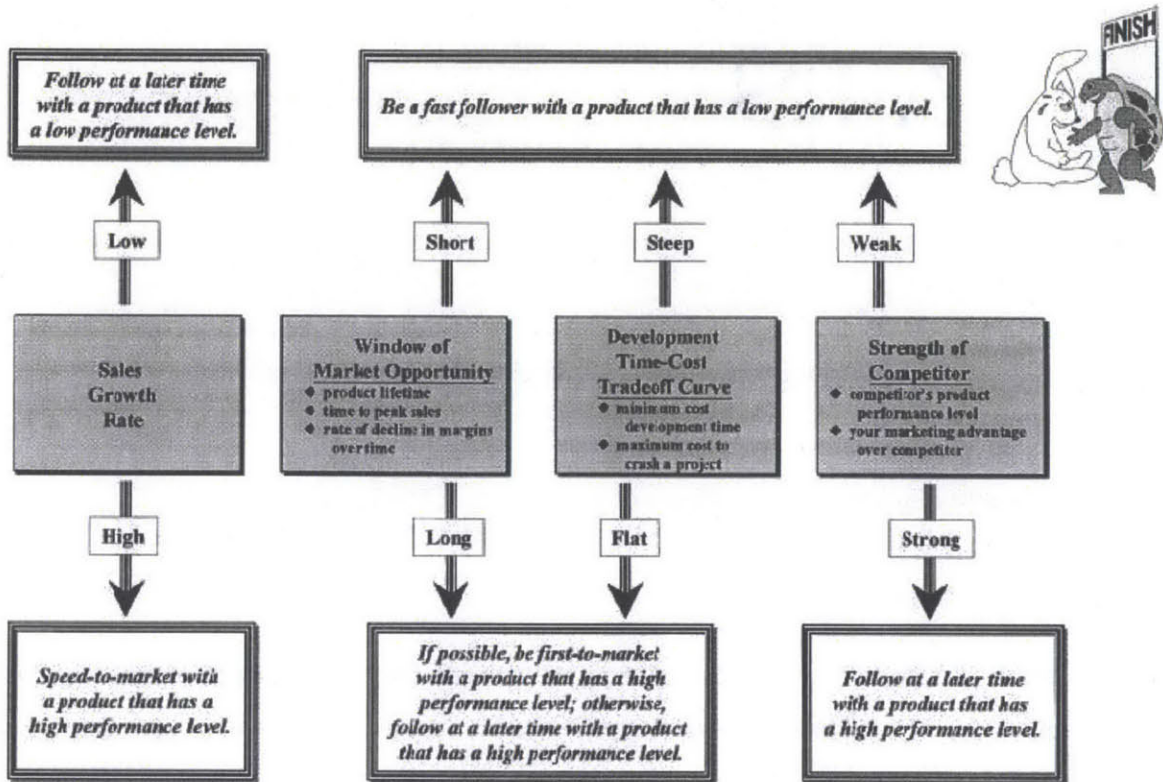 FINISH
Follow at a later time
with a product that has
a low performance level.
Be a fast follower with a product that has a low performance level.
Low
Short
Steep
Weak
Sales
Growth
Rate
Window of
Market Opportunity
◆ product lifetime
◆ time to peak sales
◆ rate of decline in margins
over time
Development
Time-Cost
Tradeoff Curve
◆ minimum cost
development time
◆ maximum cost to
crash a project
Strength of
Competitor
◆ competitor's product
performance level
◆ your marketing advantage
over competitor
High
Long
Flat
Strong
Speed-to-market with
a product that has a
high performance level.
If possible, be first-to-market
with a product that has a high
performance level; otherwise,
follow at a later time with a product
that has a high performance level.
Follow at a later time
with a product that has
a high performance level.